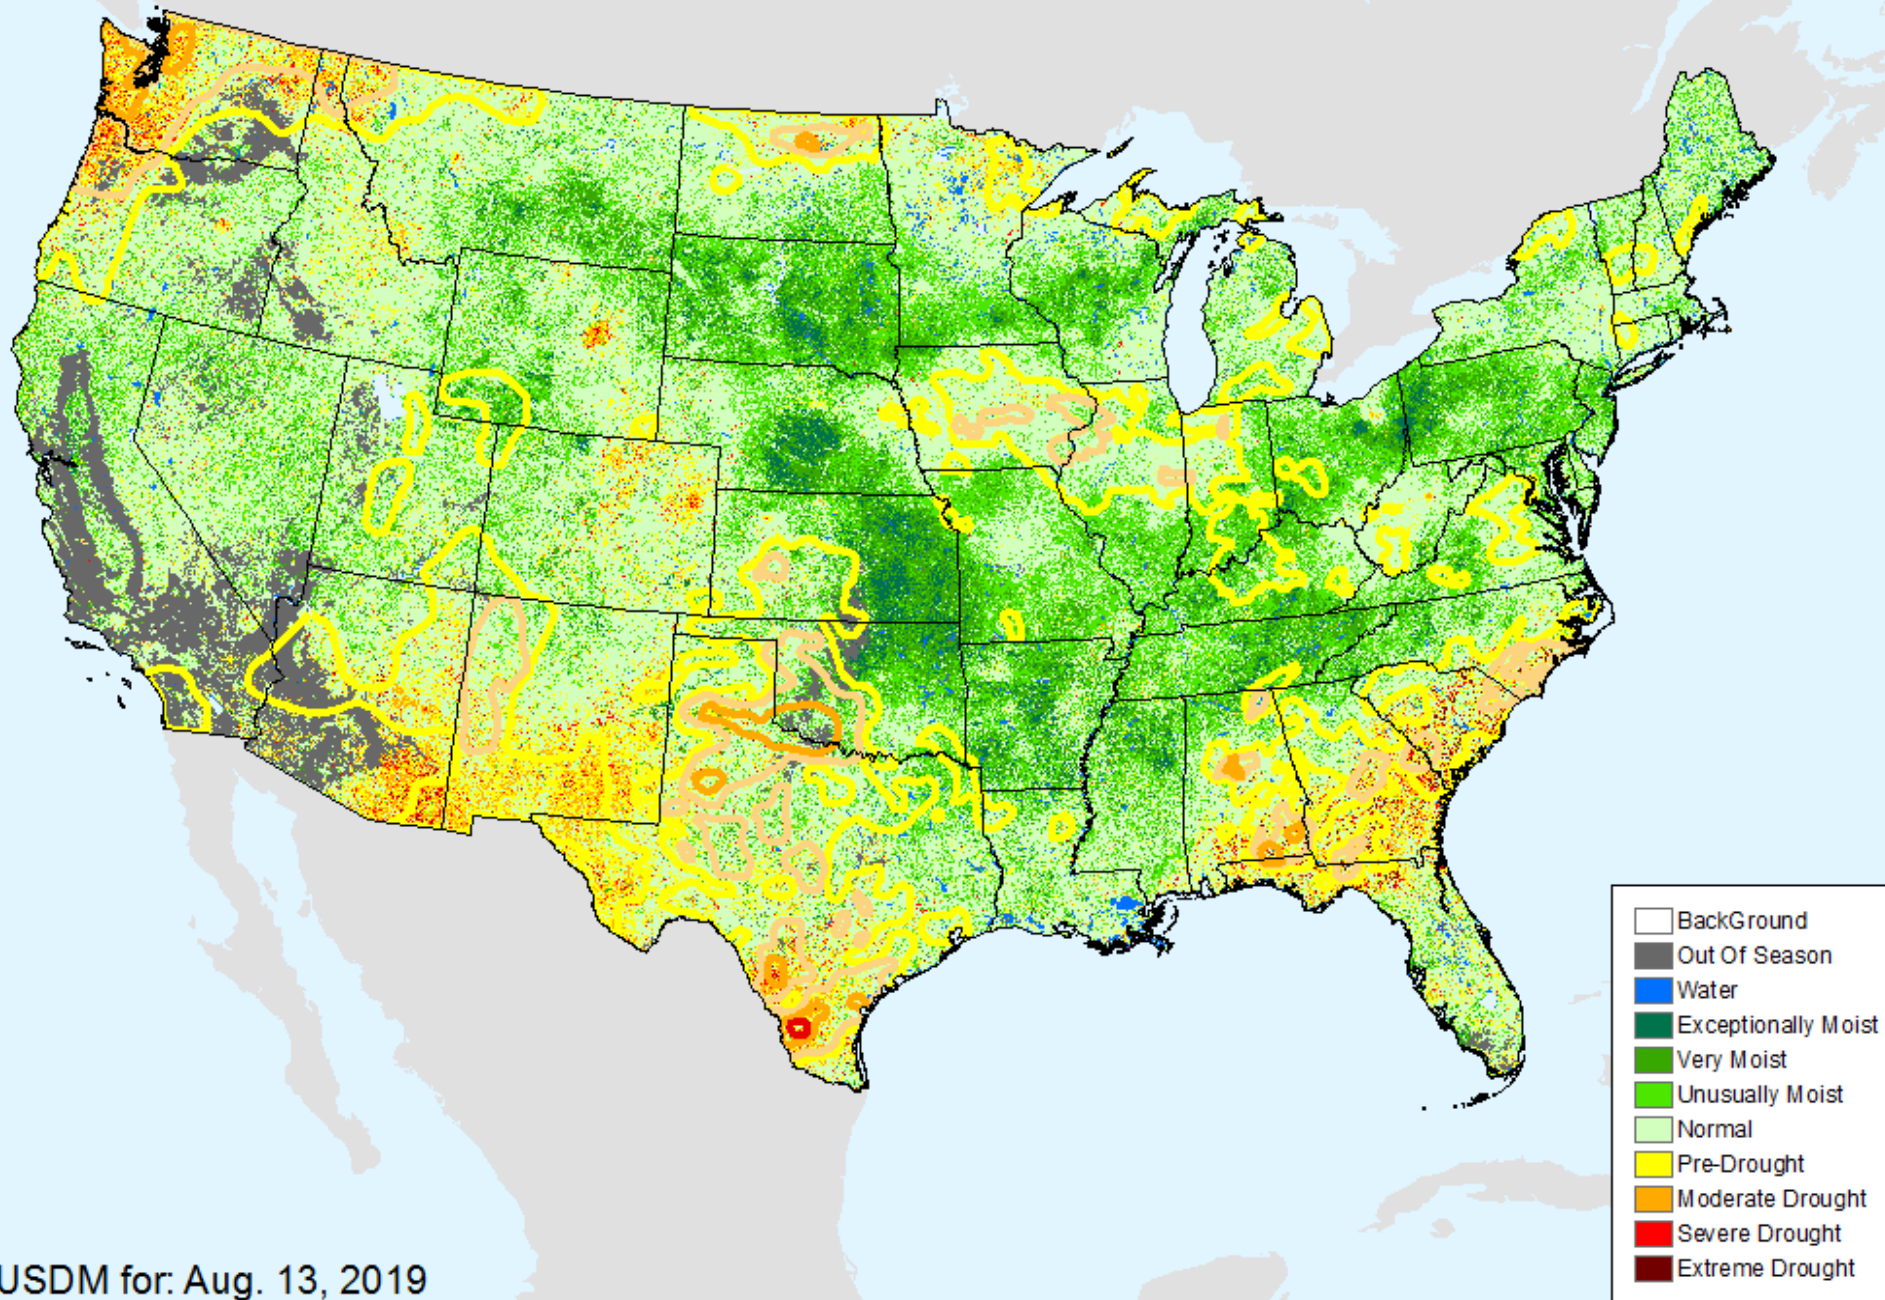 BackGround
Out Of Season
Water
Exceptionally Moist
Very Moist
Unusually Moist
Normal
Pre-Drought
Moderate Drought
Severe Drought
Extreme Drought
USDM for: Aug. 13, 2019